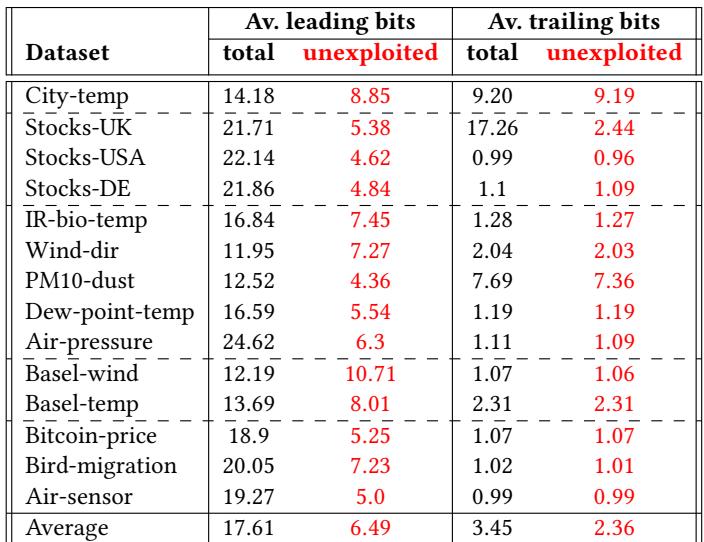 Av. leading bits Av. trailing bits
Dataset total unexploited total unexploited
City-temp 14.18 8.85 9.20 9.19
Stocks-UK 21.71 5.38 17.26 2.44
Stocks-USA 22.14 4.62 0.99 0.96
Stocks-DE 21.86 4.84 1.1 1.09
IR-bio-temp 16.84 7.45 1.28 1.27
Wind-dir 11.95 7.27 2.04 2.03
PM10-dust 12.52 4.36 7.69 7.36
Dew-point-temp 16.59 5.54 1.19 1.19
Air-pressure 24.62 6.3 1.11 1.09
Basel-wind 12.19 10.71 1.07 1.06
Basel-temp 13.69 8.01 2.31 2.31
Bitcoin-price 18.9 5.25 1.07 1.07
Bird-migration 20.05 7.23 1.02 1.01
Air-sensor 19.27 5.0 0.99 0.99
Average 17.61 6.49 3.45 2.36